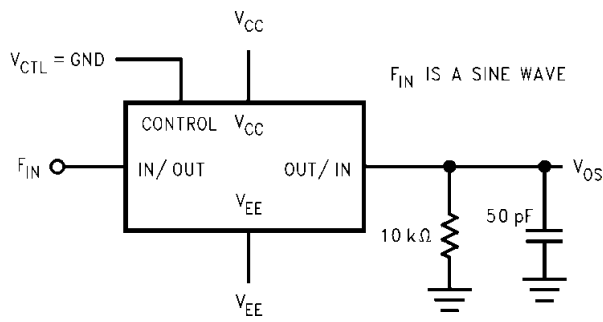 V_CC
V_CTL = GND
F_IN IS A SINE WAVE
CONTROL
V_CC
F_IN
IN/OUT
OUT/IN
V_OS
V_EE
10 kΩ
50 pF
V_EE